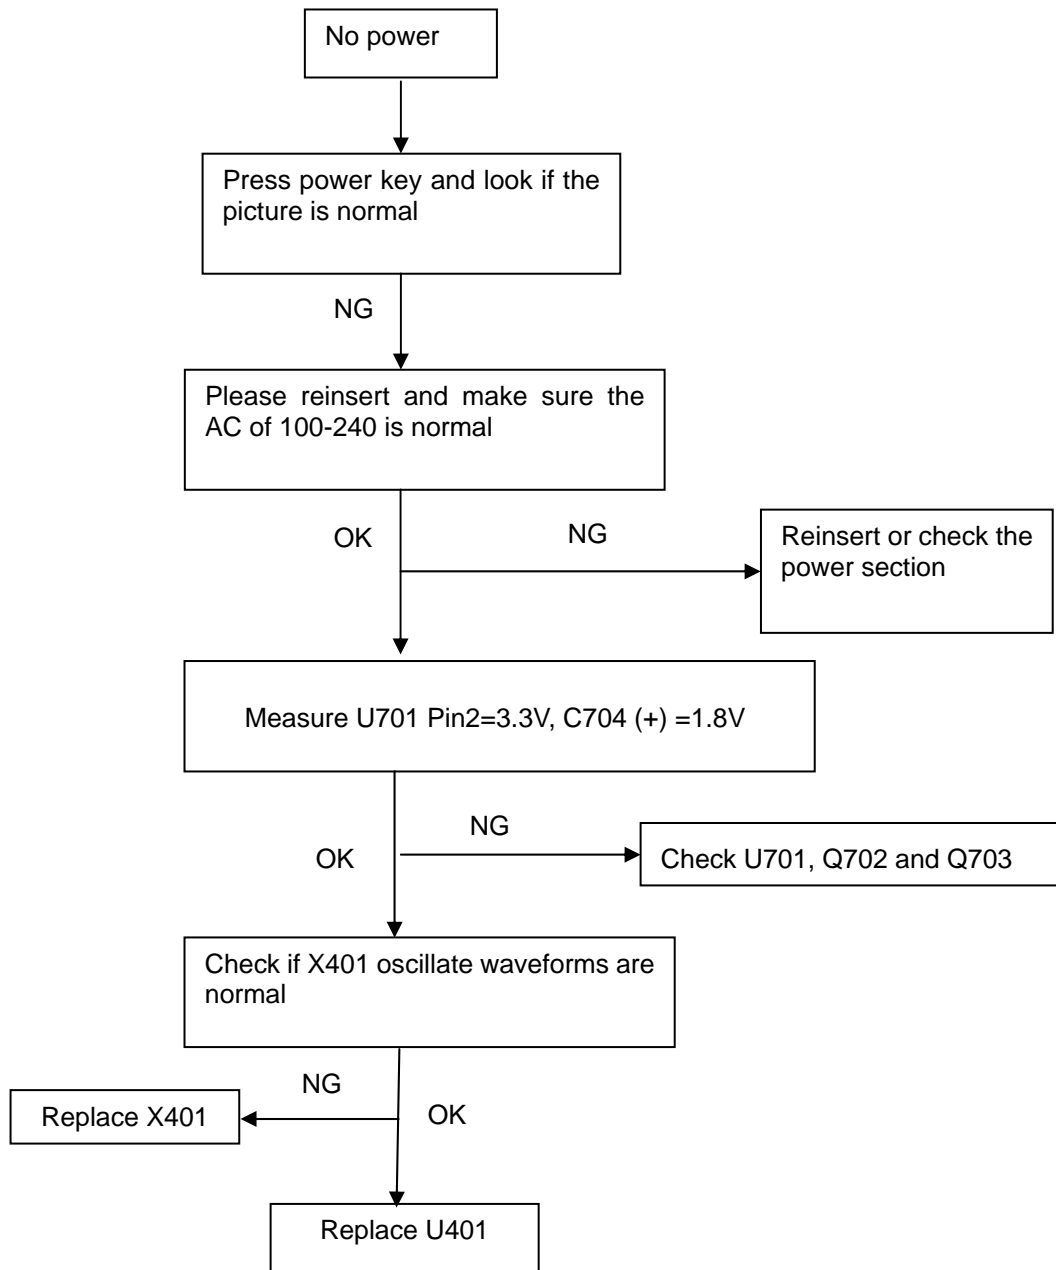 No power
Press power key and look if the
picture is normal
NG
Please reinsert and make sure the
AC of 100-240 is normal
OK
NG
Reinsert or check the
power section
Measure U701 Pin2=3.3V, C704 (+) =1.8V
NG
OK
Check U701, Q702 and Q703
Check if X401 oscillate waveforms are
normal
NG
OK
Replace X401
Replace U401